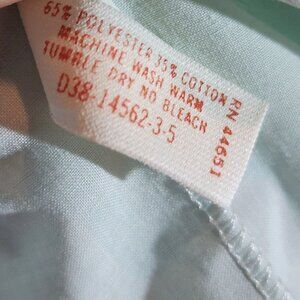 65% POLYESTER 35% COTTON
MACHINE WASH WARM
TUMBLE DRY NO BLEACH
D38-14562-3-5
RN 44651